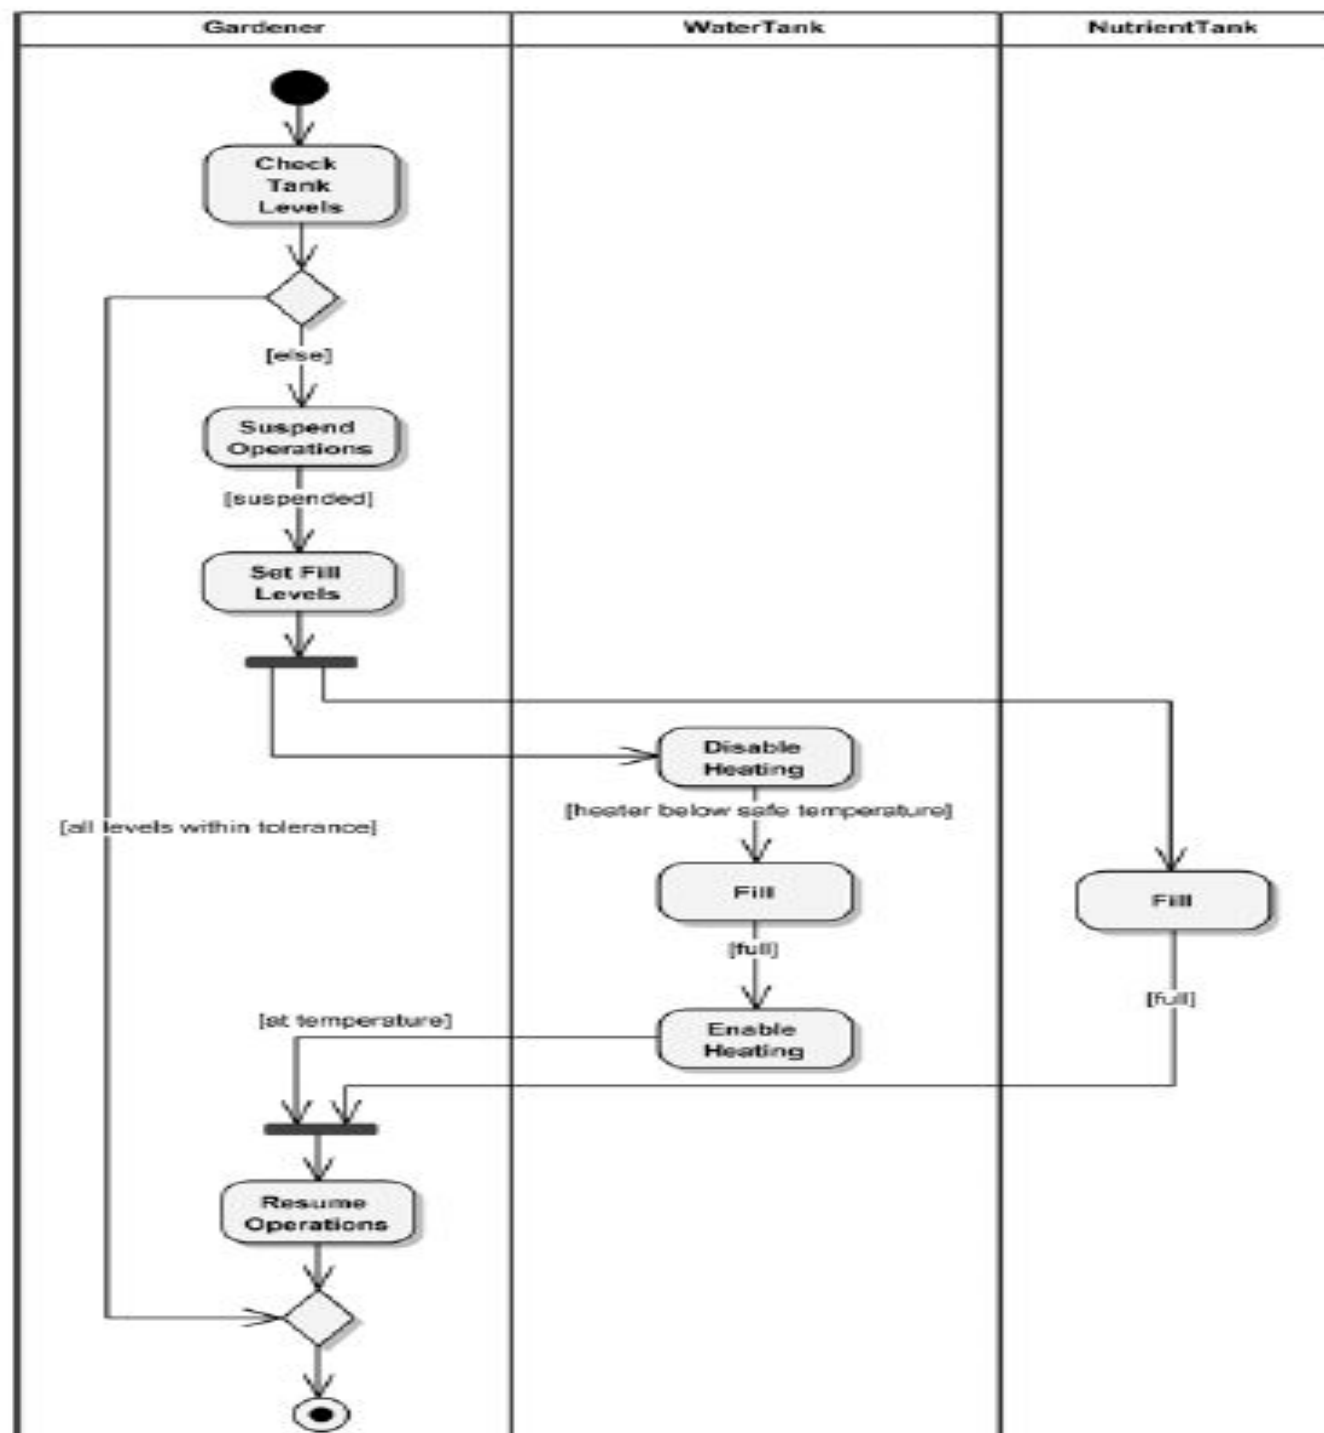 Gardener
WaterTank
NutrientTank
Check
Tank
Levels
[else]
Suspend
Operations
[suspended]
Set Fill
Levels
Disable
Heating
[heater below safe temperature]
[all levels within tolerance]
Fill
Fill
[full]
[full]
[at temperature]
Enable
Heating
Resume
Operations